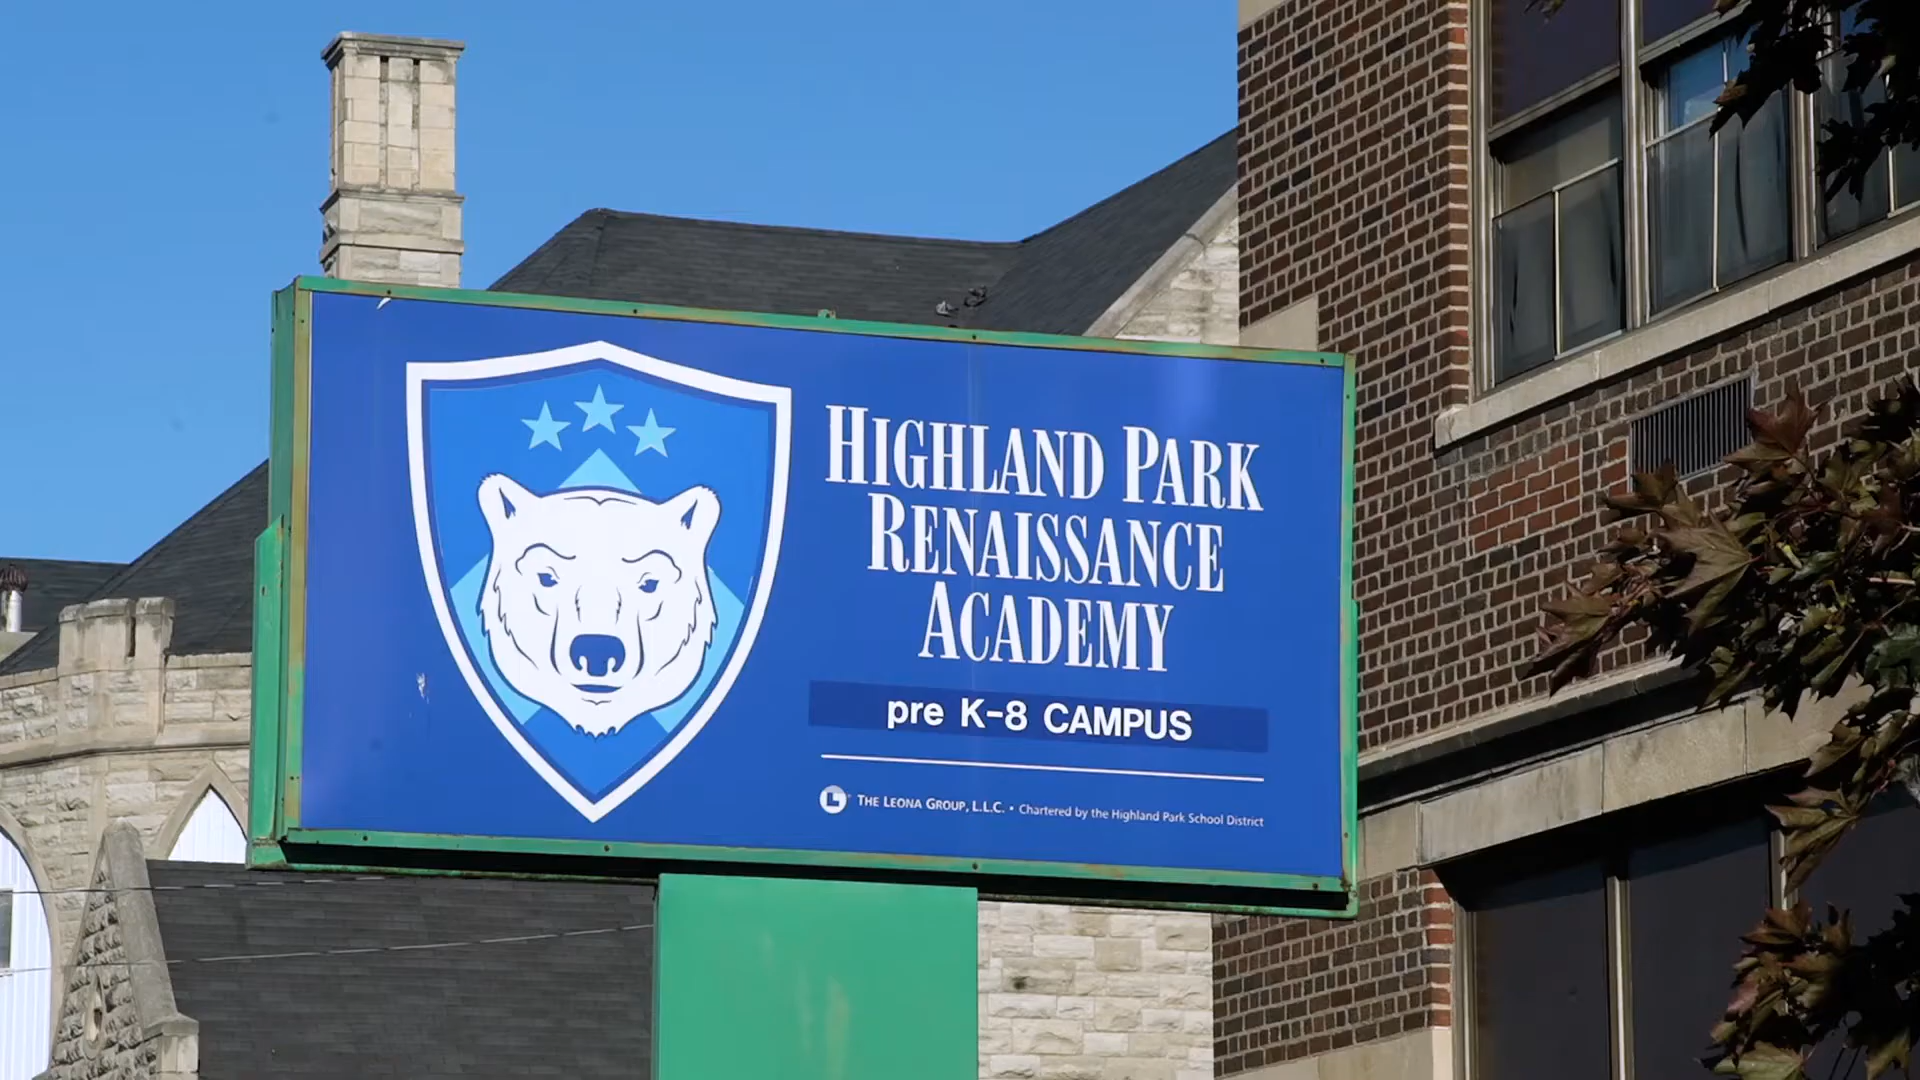 HIGHLAND PARK
RENAISSANCE
ACADEMY
pre K-8 CAMPUS
L THE LEONA GROUP, L.L.C. • Chartered by the Highland Park School District